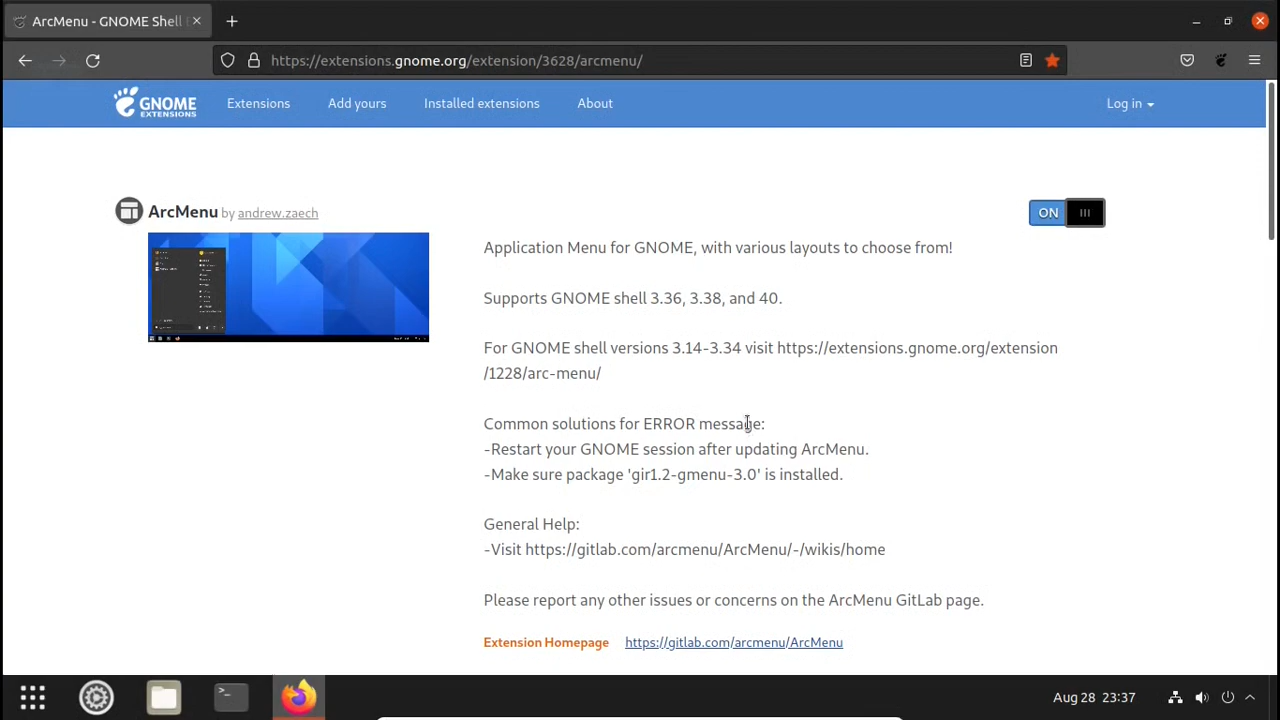 ArcMenu - GNOME Shell
https://extensions.gnome.org/extension/3628/arcmenu/
GNOME
EXTENSIONS
Extensions
Add yours
Installed extensions
About
Log in
ArcMenu by andrew.zaech
ON
Application Menu for GNOME, with various layouts to choose from!
Supports GNOME shell 3.36, 3.38, and 40.
For GNOME shell versions 3.14-3.34 visit https://extensions.gnome.org/extension
/1228/arc-menu/
Common solutions for ERROR message:
-Restart your GNOME session after updating ArcMenu.
-Make sure package 'gir1.2-gmenu-3.0' is installed.
General Help:
-Visit https://gitlab.com/arcmenu/ArcMenu/-/wikis/home
Please report any other issues or concerns on the ArcMenu GitLab page.
Extension Homepage https://gitlab.com/arcmenu/ArcMenu
Aug 28 23:37